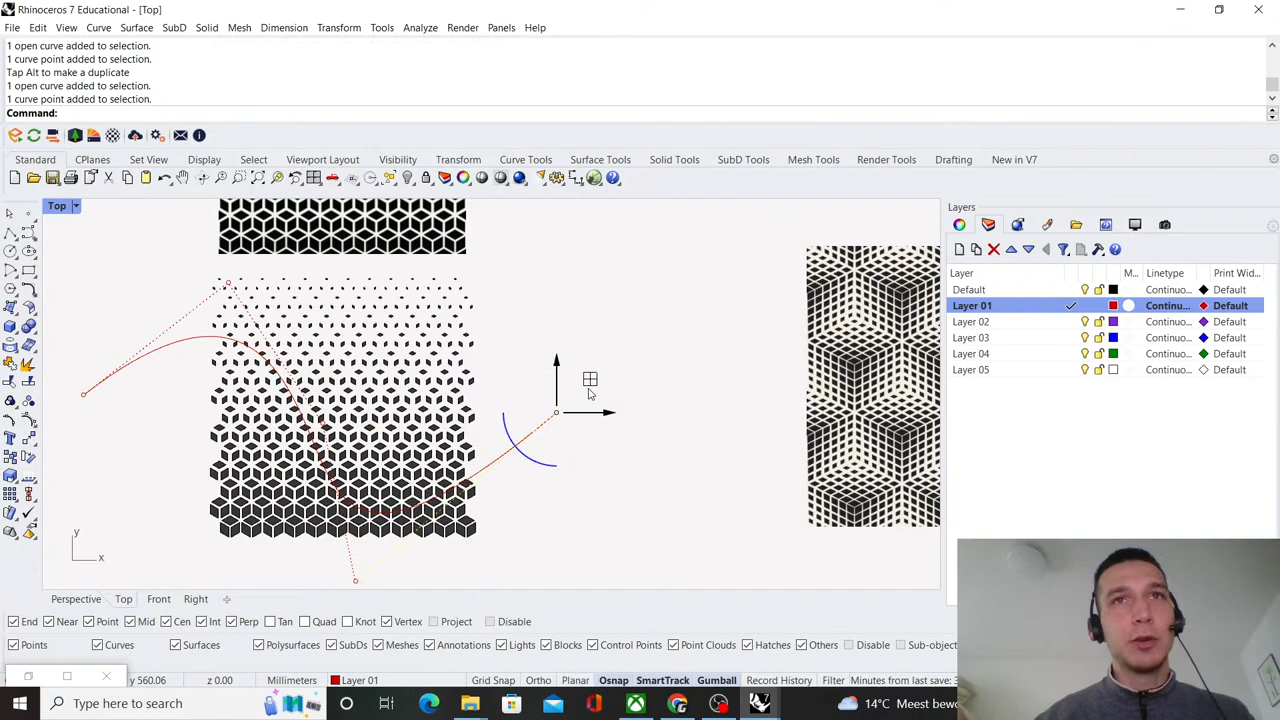 Rhinoceros 7 Educational - [Top]
File Edit View Curve Surface Solid SubD Mesh Dimension Transform Tools Analyze Render Panels Help
1 open curve added to selection.
1 curve point added to selection.
Tap Alt to make a duplicate
1 open curve added to selection.
1 curve point added to selection.
Command:
Standard CPlanes Set View Display Select Viewport Layout Visibility Transform Curve Tools Surface Tools Solid Tools SubD Tools Mesh Tools Render Tools Drafting New in V7
Top
Layers
Layer M... Linetype Print Wid...
Default Continuo... Default
Layer 01 Continu... Default
Layer 02 Continuo... Default
Layer 03 Continuo... Default
Layer 04 Continuo... Default
Layer 05 Continuo... Default
y
x
Perspective Top Front Right
End Near Point Mid Cen Int Perp Tan Quad Knot Vertex Project Disable
Points Curves Surfaces Polysurfaces SubDs Meshes Annotations Lights Blocks Control Points Point Clouds Hatches Others Disable Sub-object
y 560.06 z 0.00 Millimeters Layer 01 Grid Snap Ortho Planar Osnap SmartTrack Gumball Record History Filter Minutes from last save: 3
Type here to search
14°C Meest bewo